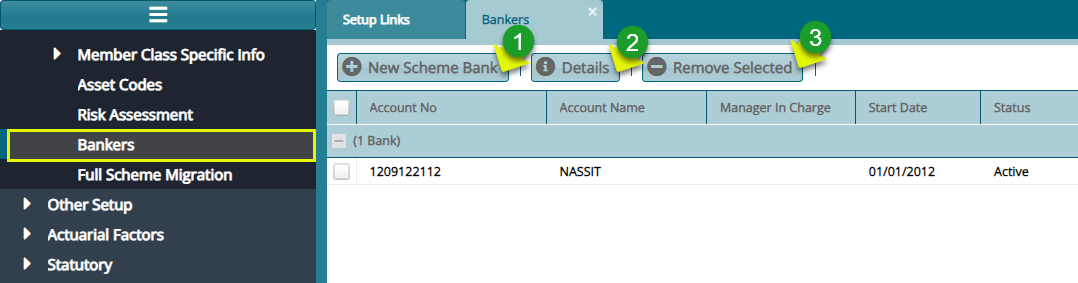 Setup Links Bankers
1 2 3
New Scheme Bank Details Remove Selected
Account No Account Name Manager In Charge Start Date Status
(1 Bank)
1209122112 NASSIT 01/01/2012 Active
Member Class Specific Info
Asset Codes
Risk Assessment
Bankers
Full Scheme Migration
Other Setup
Actuarial Factors
Statutory